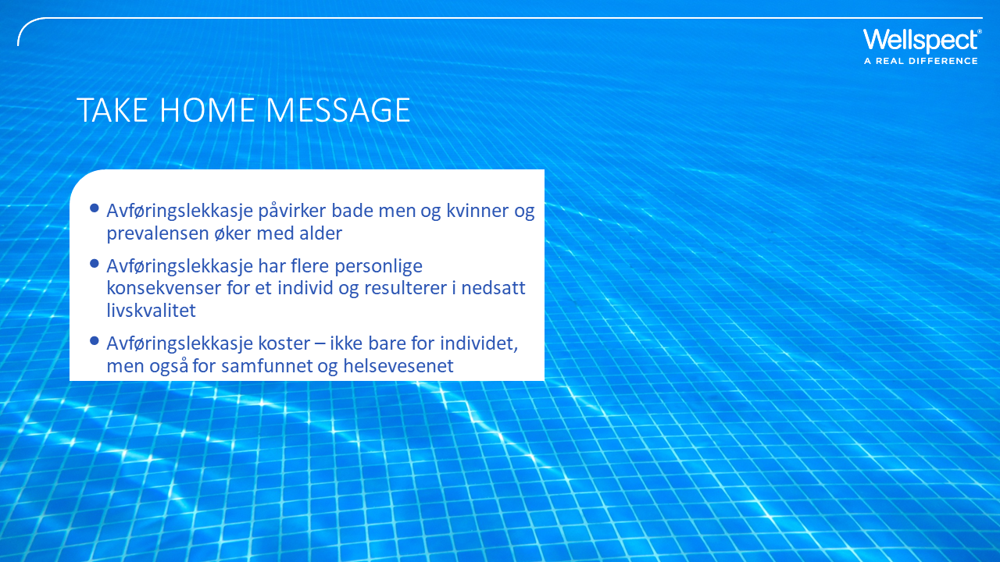 Wellspect®
A REAL DIFFERENCE
TAKE HOME MESSAGE
• Avføringslekkasje påvirker bade men og kvinner og
prevalensen øker med alder
• Avføringslekkasje har flere personlige
konsekvenser for et individ og resulterer i nedsatt
livskvalitet
• Avføringslekkasje koster – ikke bare for individet,
men også for samfunnet og helsevesenet